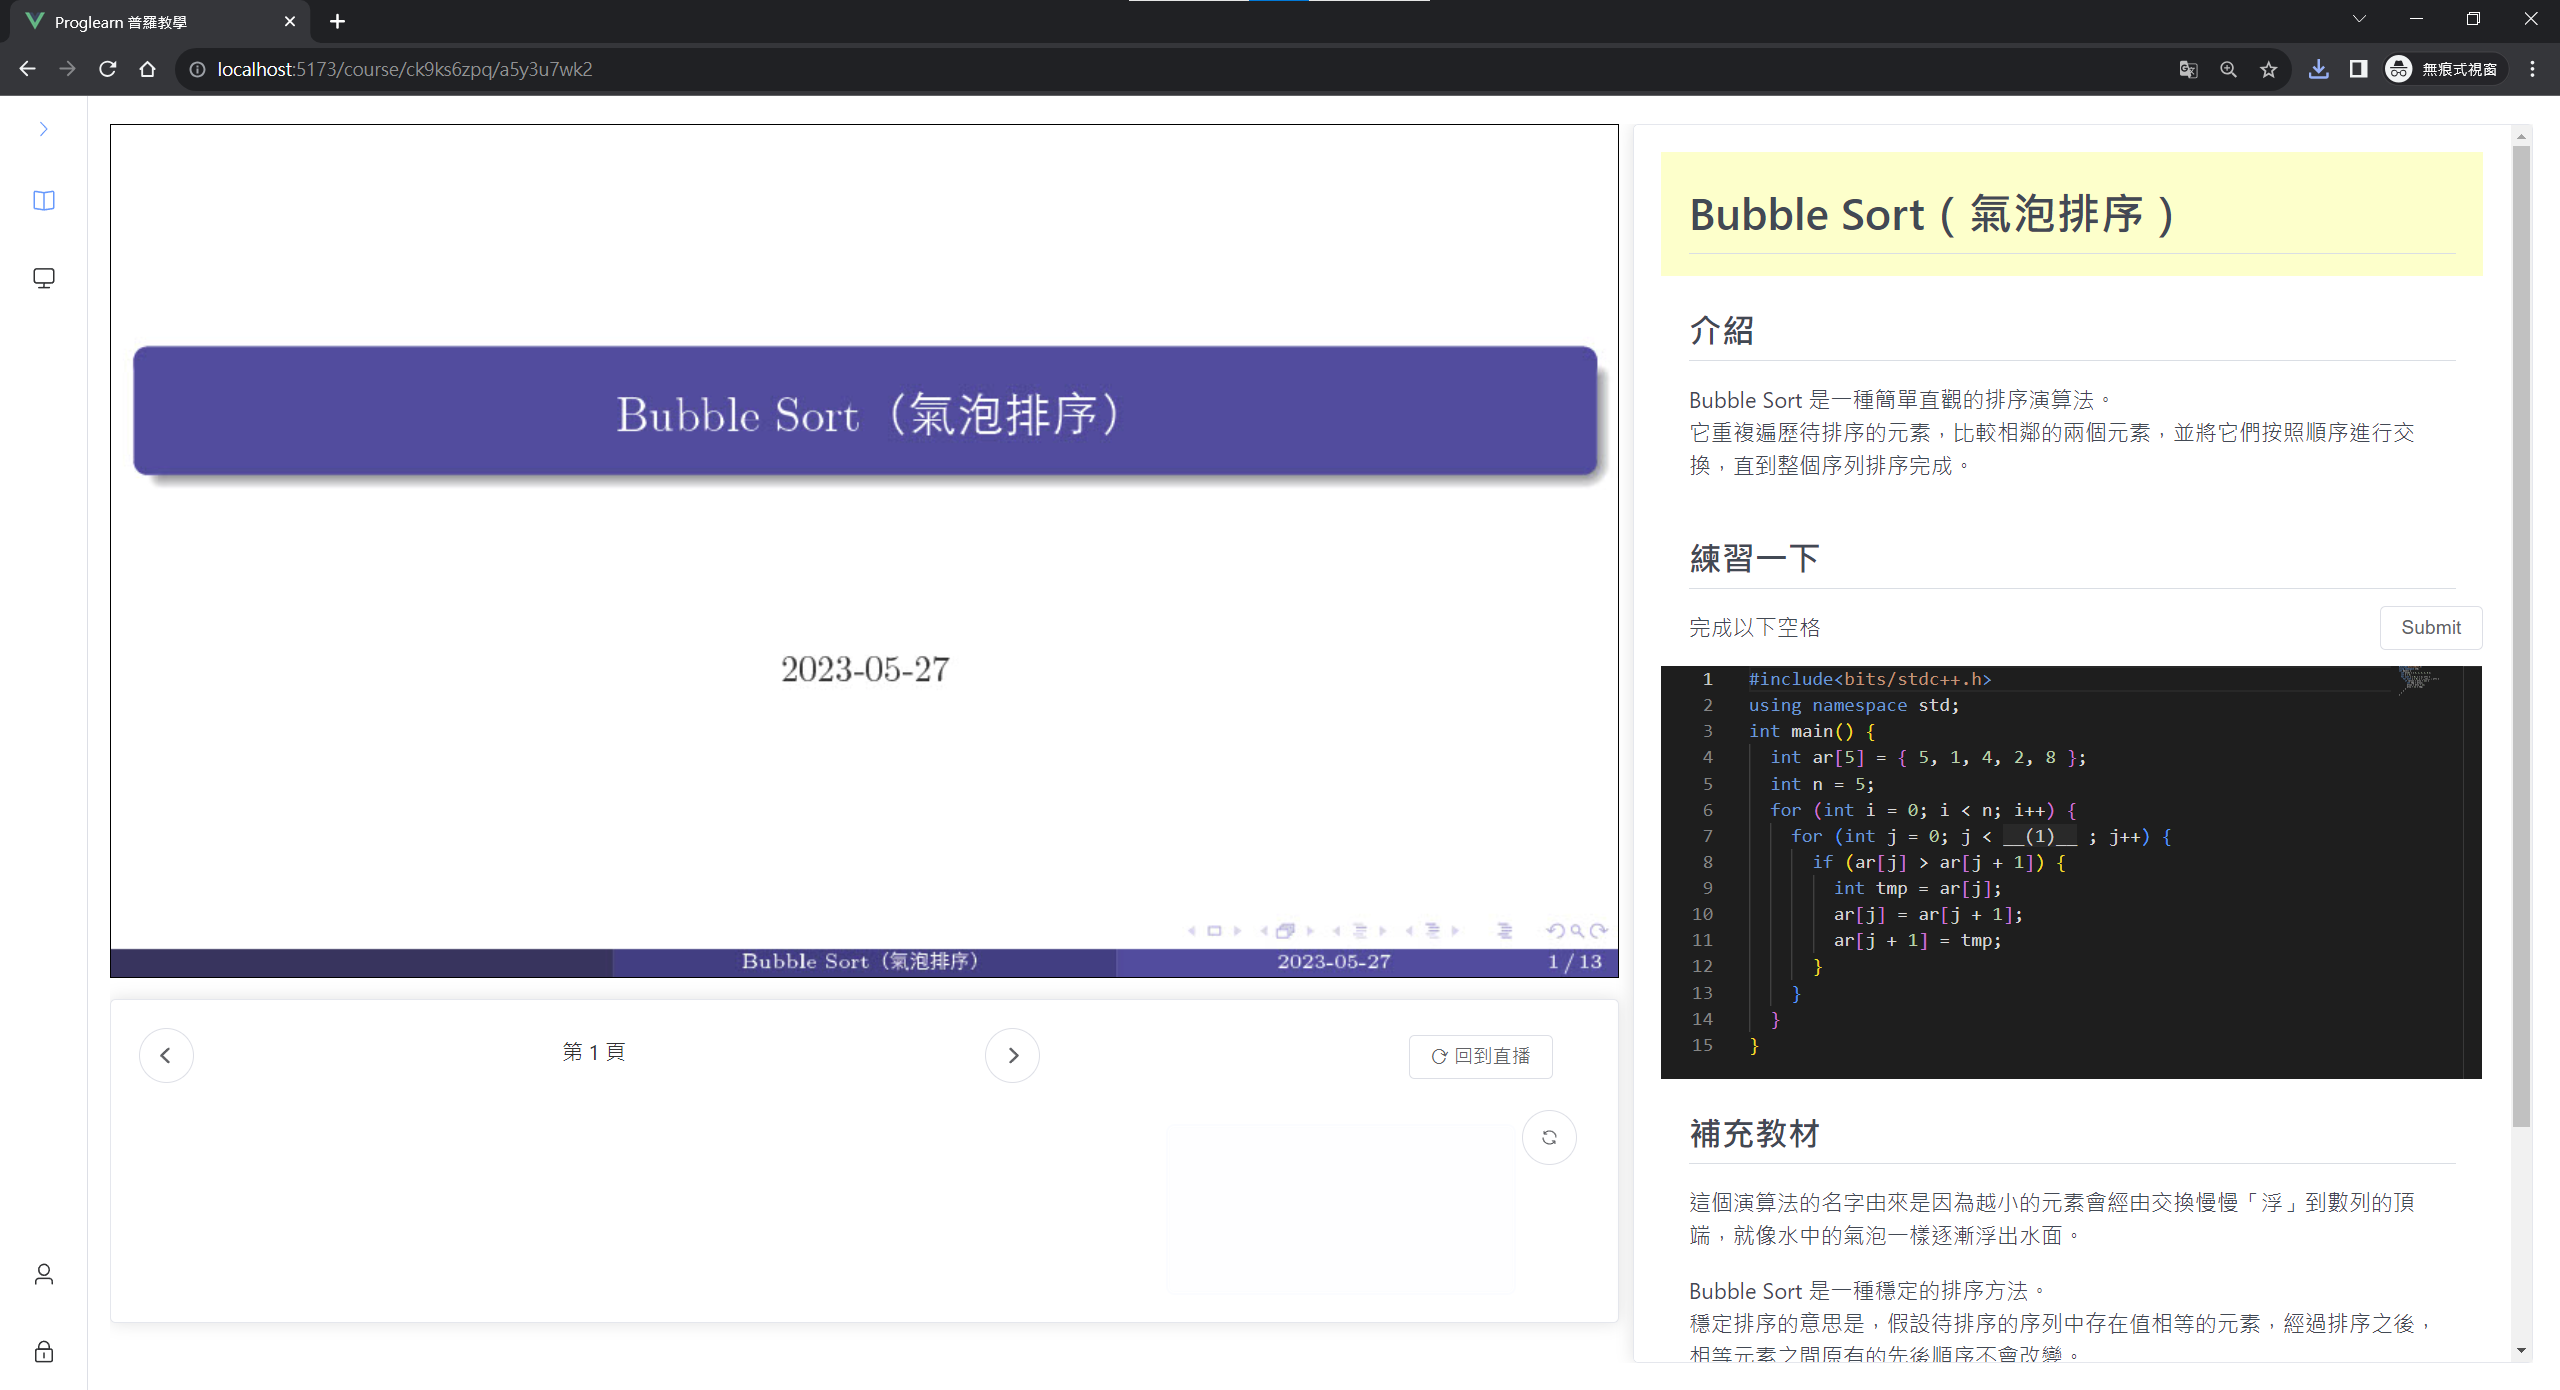 Proglearn 普羅教學
localhost:5173/course/ck9ks6zpq/a5y3u7wk2
無痕式視窗
Bubble Sort（氣泡排序）
2023-05-27
Bubble Sort（氣泡排序）
2023-05-27
1 / 13
第 1 頁
回到直播
Bubble Sort（氣泡排序）
介紹
Bubble Sort 是一種簡單直觀的排序演算法。
它重複遍歷待排序的元素，比較相鄰的兩個元素，並將它們按照順序進行交
換，直到整個序列排序完成。
練習一下
完成以下空格
Submit
1 #include<bits/stdc++.h>
2 using namespace std;
3 int main() {
4 int ar[5] = { 5, 1, 4, 2, 8 };
5 int n = 5;
6 for (int i = 0; i < n; i++) {
7 for (int j = 0; j < __(1)__ ; j++) {
8 if (ar[j] > ar[j + 1]) {
9 int tmp = ar[j];
10 ar[j] = ar[j + 1];
11 ar[j + 1] = tmp;
12 }
13 }
14 }
15 }
補充教材
這個演算法的名字由來是因為越小的元素會經由交換慢慢「浮」到數列的頂
端，就像水中的氣泡一樣逐漸浮出水面。
Bubble Sort 是一種穩定的排序方法。
穩定排序的意思是，假設待排序的序列中存在值相等的元素，經過排序之後，
相等元素之間原有的先後順序不會改變。